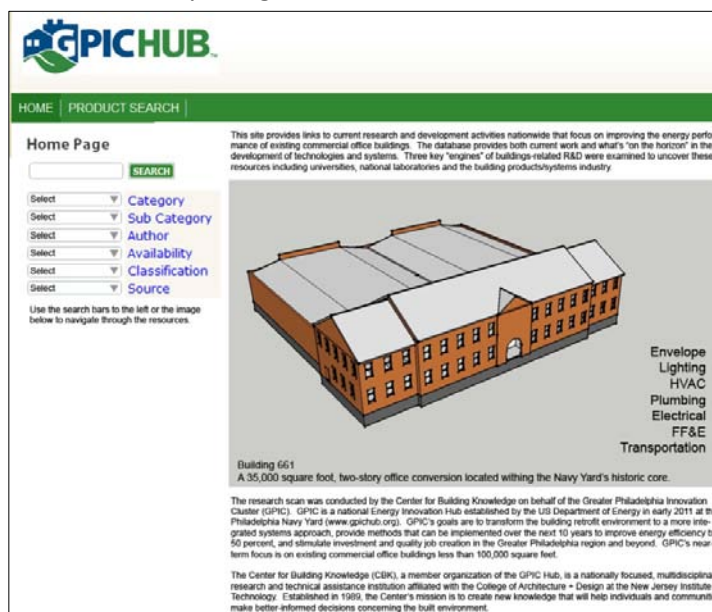 GPICHUB
HOME
PRODUCT SEARCH
Home Page
SEARCH
Select Category
Select Sub Category
Select Author
Select Availability
Select Classification
Select Source
Use the search bars to the left or the image
below to navigate through the resources.
This site provides links to current research and development activities nationwide that focus on improving the energy perfo
mance of existing commercial office buildings. The database provides both current work and what's "on the horizon" in the
development of technologies and systems. Three key "engines" of buildings-related R&D were examined to uncover these
resources including universities, national laboratories and the building products/systems industry.
Envelope
Lighting
HVAC
Plumbing
Electrical
FF&E
Transportation
Building 661
A 35,000 square foot, two-story office conversion located withing the Navy Yard's historic core.
The research scan was conducted by the Center for Building Knowledge on behalf of the Greater Philadelphia Innovation
Cluster (GPIC). GPIC is a national Energy Innovation Hub established by the US Department of Energy in early 2011 at th
Philadelphia Navy Yard (www.gpichub.org). GPIC's goals are to transform the building retrofit environment to a more inte-
grated systems approach, provide methods that can be implemented over the next 10 years to improve energy efficiency b
50 percent, and stimulate investment and quality job creation in the Greater Philadelphia region and beyond. GPIC's near
term focus is on existing commercial office buildings less than 100,000 square feet.
The Center for Building Knowledge (CBK), a member organization of the GPIC Hub, is a nationally focused, multidisciplina
research and technical assistance institution affiliated with the College of Architecture + Design at the New Jersey Institute
Technology. Established in 1989, the Center's mission is to create new knowledge that will help individuals and communiti
make better-informed decisions concerning the built environment.